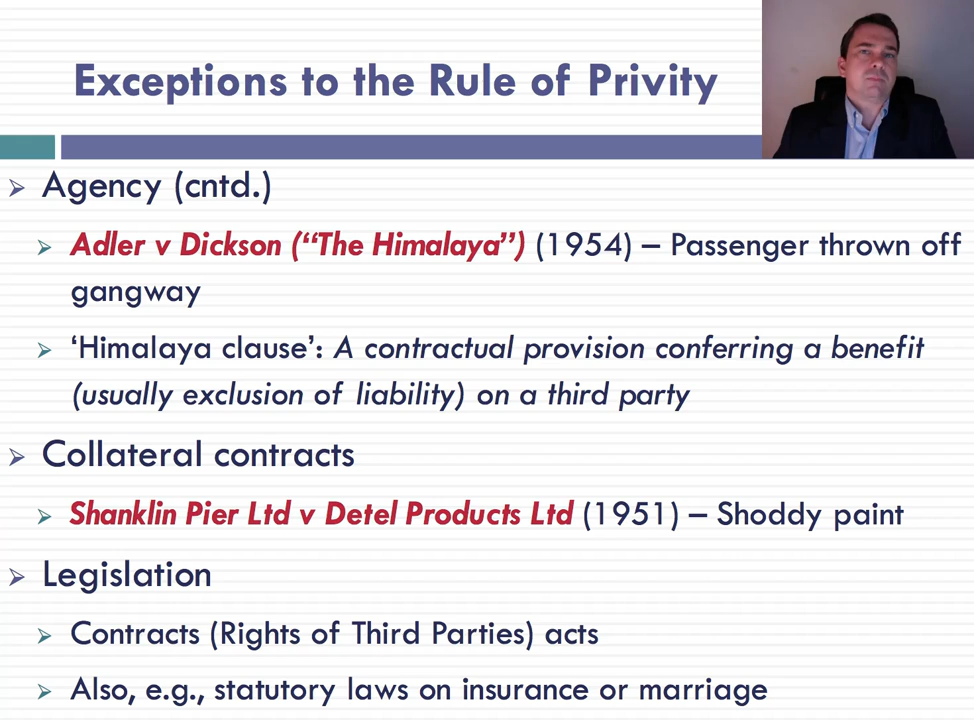 Exceptions to the Rule of Privity
Agency (cntd.)
Adler v Dickson (“The Himalaya”) (1954) – Passenger thrown off
gangway
‘Himalaya clause’: A contractual provision conferring a benefit
(usually exclusion of liability) on a third party
Collateral contracts
Shanklin Pier Ltd v Detel Products Ltd (1951) – Shoddy paint
Legislation
Contracts (Rights of Third Parties) acts
Also, e.g., statutory laws on insurance or marriage